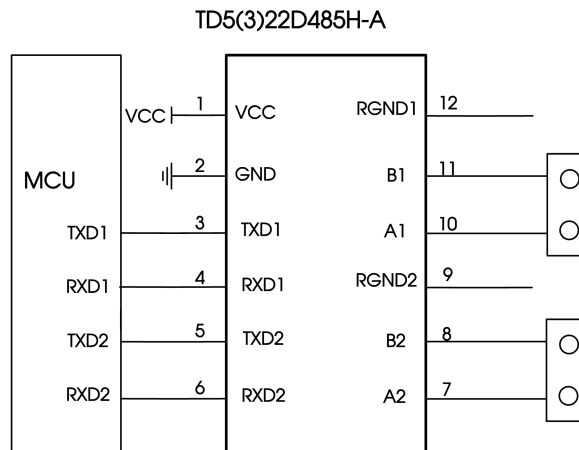 TD5(3)22D485H-A
VCC 1 VCC RGND1 12
MCU 2 GND B1 11
TXD1 3 TXD1 A1 10
RXD1 4 RXD1 RGND2 9
TXD2 5 TXD2 B2 8
RXD2 6 RXD2 A2 7